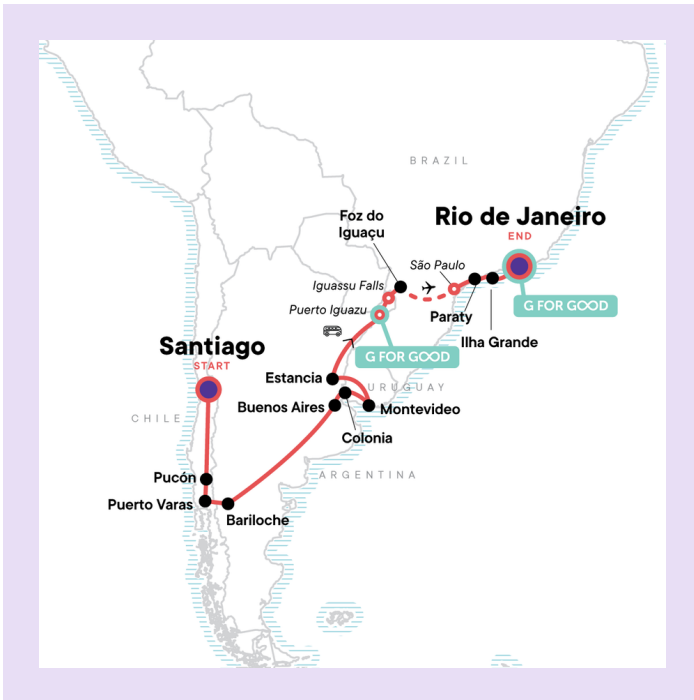 BRAZIL
Foz do
Iguaçu
Rio de Janeiro
END
São Paulo
Iguassu Falls
Puerto Iguazu
G FOR GOOD
Paraty
Ilha Grande
Santiago
START
G FOR GOOD
Estancia
URUGUAY
Buenos Aires
Montevideo
CHILE
Colonia
Pucón
ARGENTINA
Puerto Varas
Bariloche